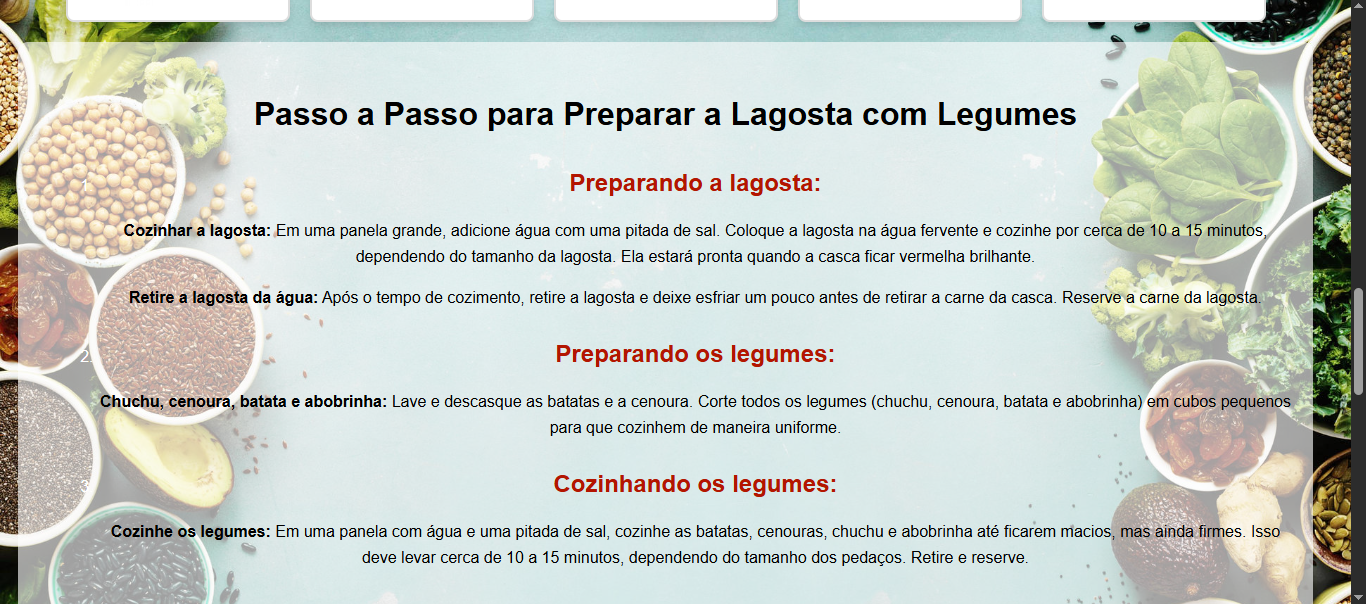 Passo a Passo para Preparar a Lagosta com Legumes
1.
Preparando a lagosta:
Cozinhar a lagosta: Em uma panela grande, adicione água com uma pitada de sal. Coloque a lagosta na água fervente e cozinhe por cerca de 10 a 15 minutos,
dependendo do tamanho da lagosta. Ela estará pronta quando a casca ficar vermelha brilhante.
Retire a lagosta da água: Após o tempo de cozimento, retire a lagosta e deixe esfriar um pouco antes de retirar a carne da casca. Reserve a carne da lagosta.
2.
Preparando os legumes:
Chuchu, cenoura, batata e abobrinha: Lave e descasque as batatas e a cenoura. Corte todos os legumes (chuchu, cenoura, batata e abobrinha) em cubos pequenos
para que cozinhem de maneira uniforme.
3.
Cozinhando os legumes:
Cozinhe os legumes: Em uma panela com água e uma pitada de sal, cozinhe as batatas, cenouras, chuchu e abobrinha até ficarem macios, mas ainda firmes. Isso
deve levar cerca de 10 a 15 minutos, dependendo do tamanho dos pedaços. Retire e reserve.